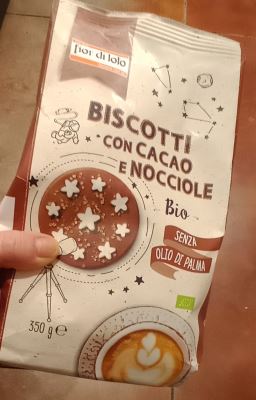 fior di loto
BISCOTTI
CON CACAO
E NOCCIOLE
Bio
SENZA
OLIO DI PALMA
350 g e